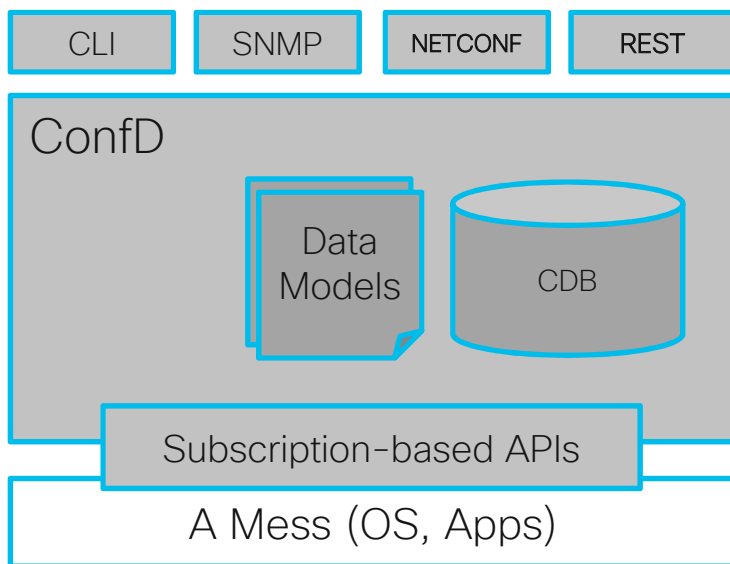 CLI
SNMP
NETCONF
REST
ConfD
Data
Models
CDB
Subscription-based APIs
A Mess (OS, Apps)